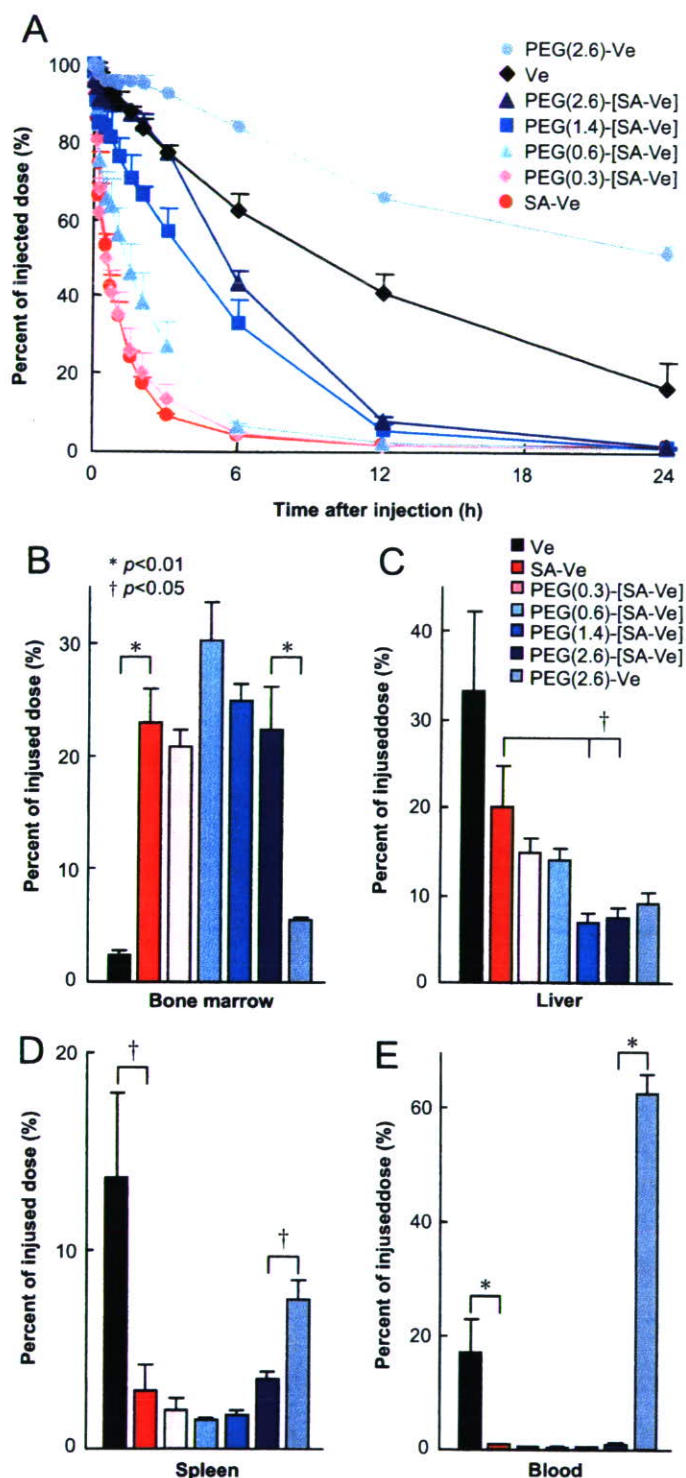 A
PEG(2.6)-Ve
Ve
PEG(2.6)-[SA-Ve]
PEG(1.4)-[SA-Ve]
PEG(0.6)-[SA-Ve]
PEG(0.3)-[SA-Ve]
SA-Ve
Percent of injected dose (%)
100
80
60
40
20
0
0
6
12
24
Time after injection (h)
B
* p<0.01
† p<0.05
Percent of injused dose (%)
30
20
10
0
*
*
Bone marrow
C
Ve
SA-Ve
PEG(0.3)-[SA-Ve]
PEG(0.6)-[SA-Ve]
PEG(1.4)-[SA-Ve]
PEG(2.6)-[SA-Ve]
PEG(2.6)-Ve
Percent of injuseddose (%)
40
30
20
10
0
†
Liver
D
Percent of injused dose (%)
20
10
0
†
†
Spleen
E
Percent of injuseddose (%)
60
40
20
0
*
*
Blood